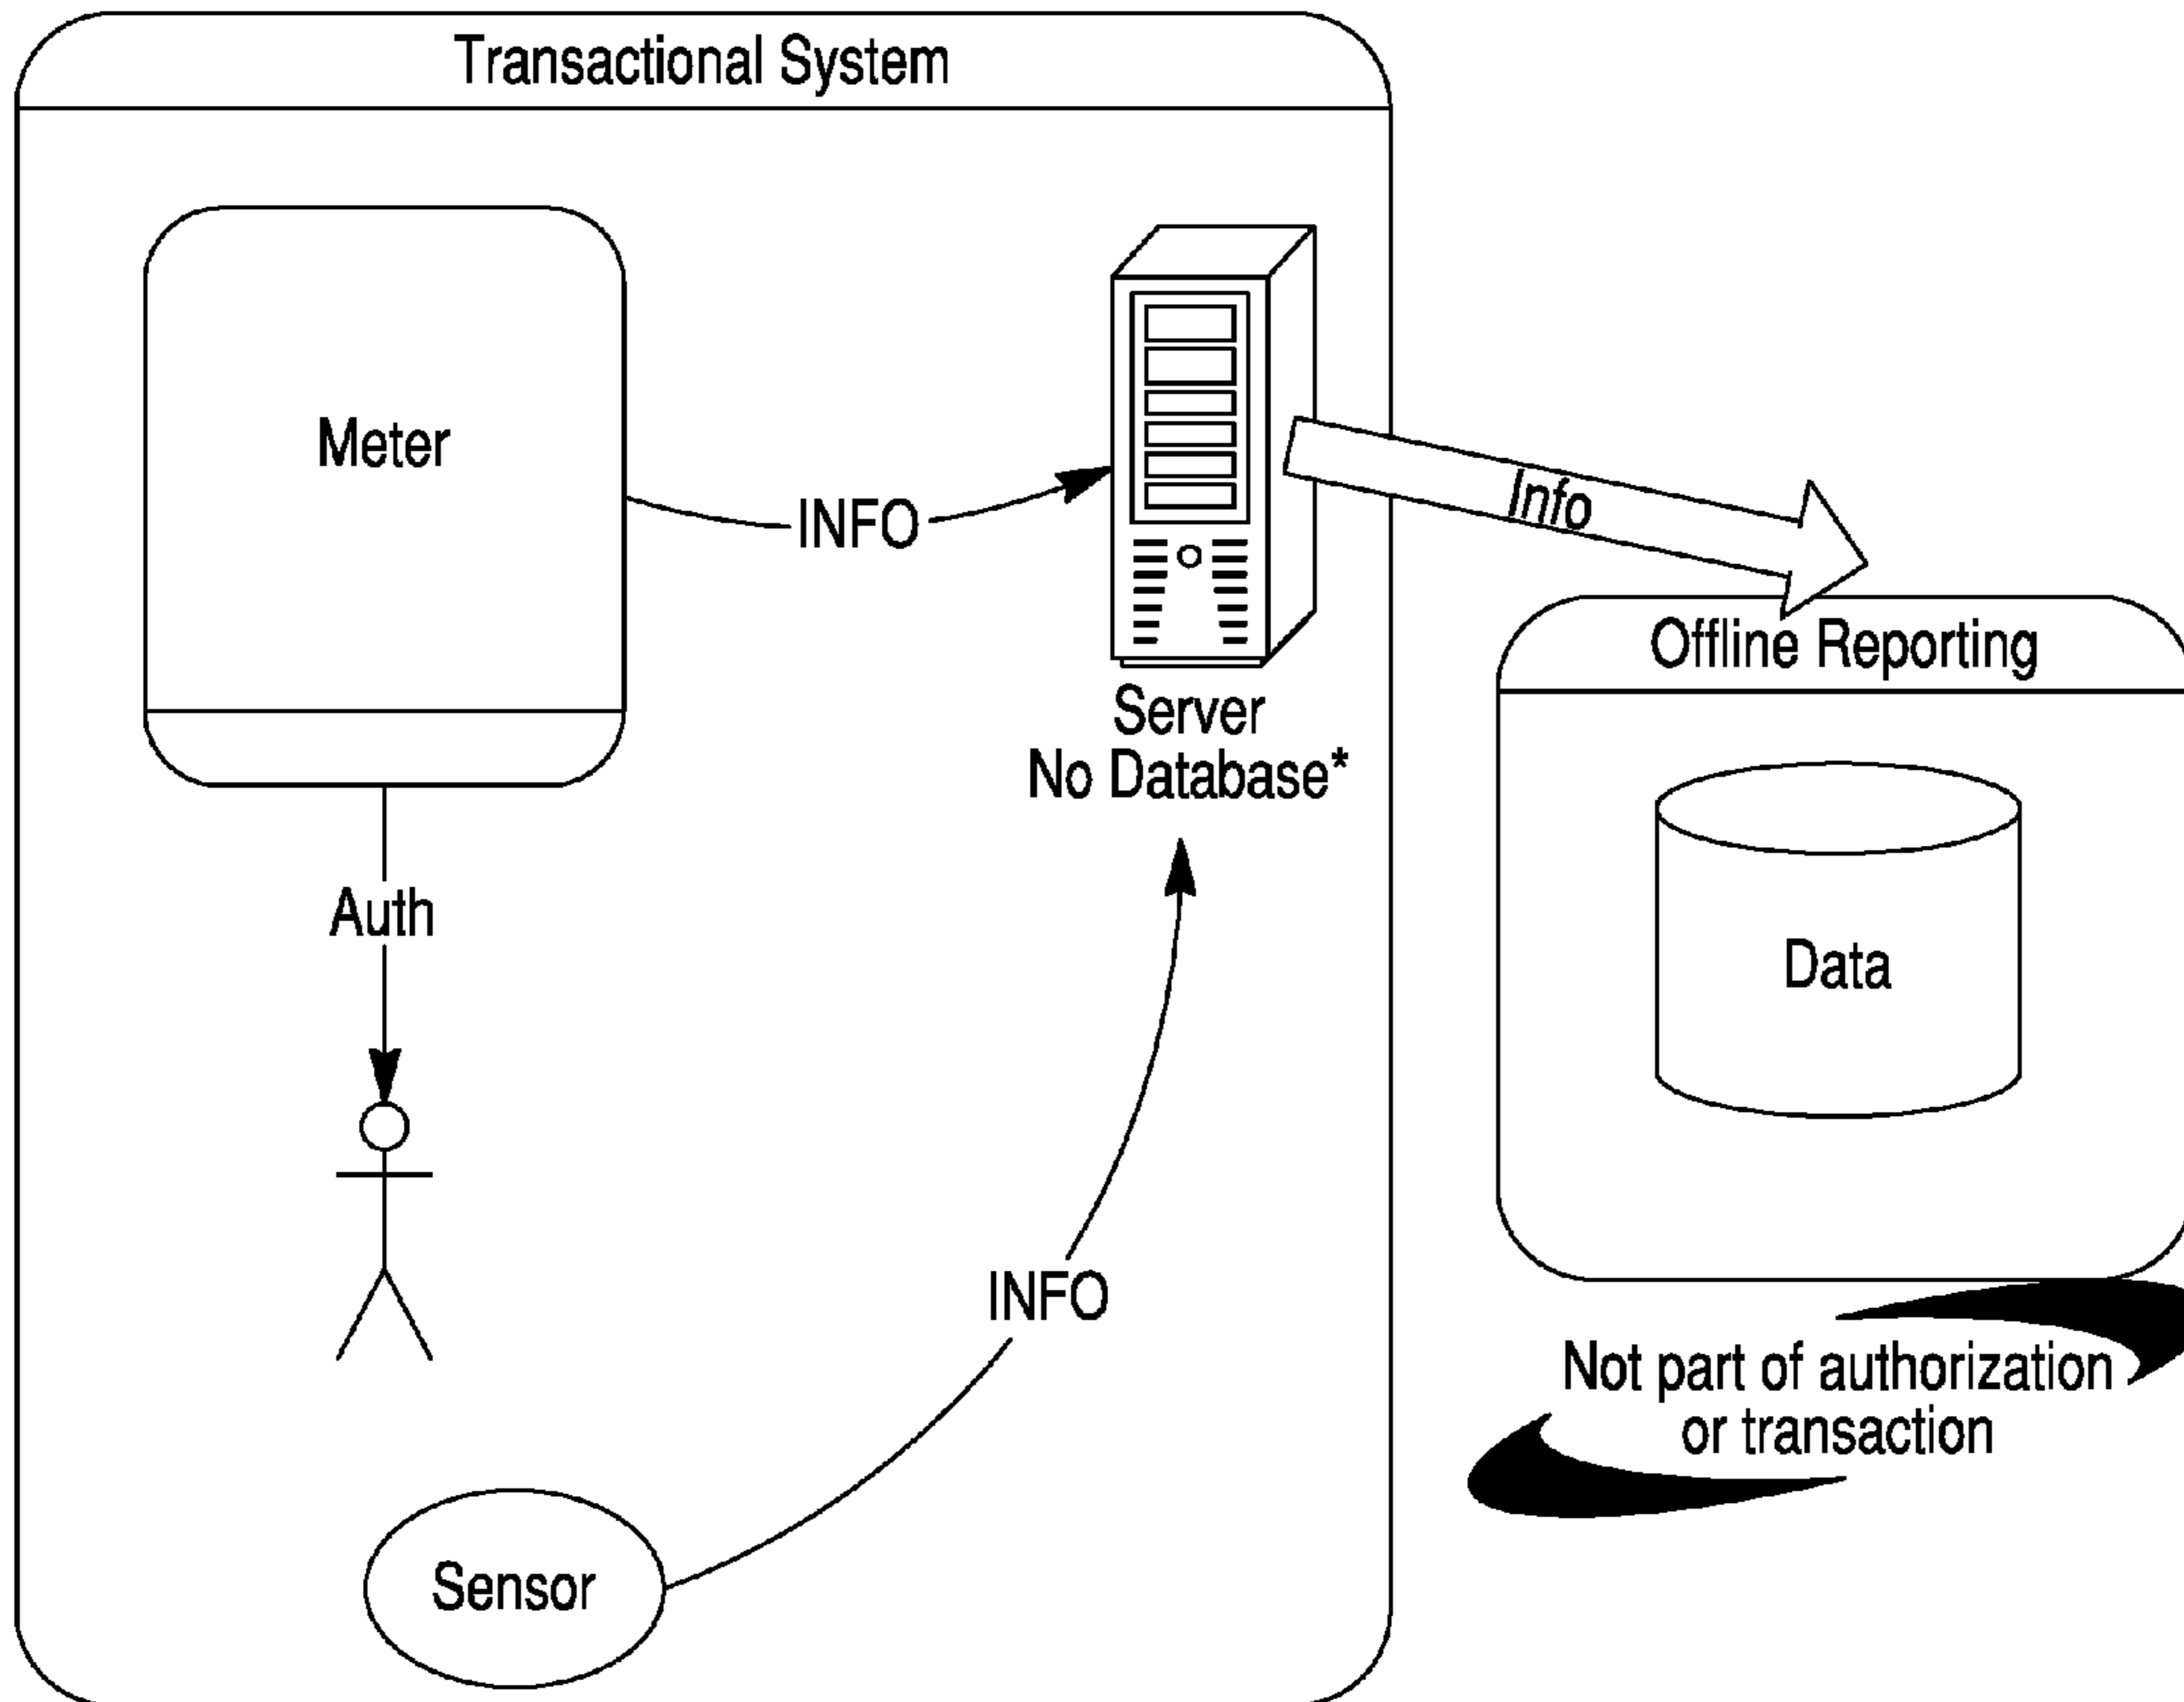 Transactional System
Meter
INFO
Info
Server
No Database*
Offline Reporting
Auth
Data
INFO
Not part of authorization
or transaction
Sensor